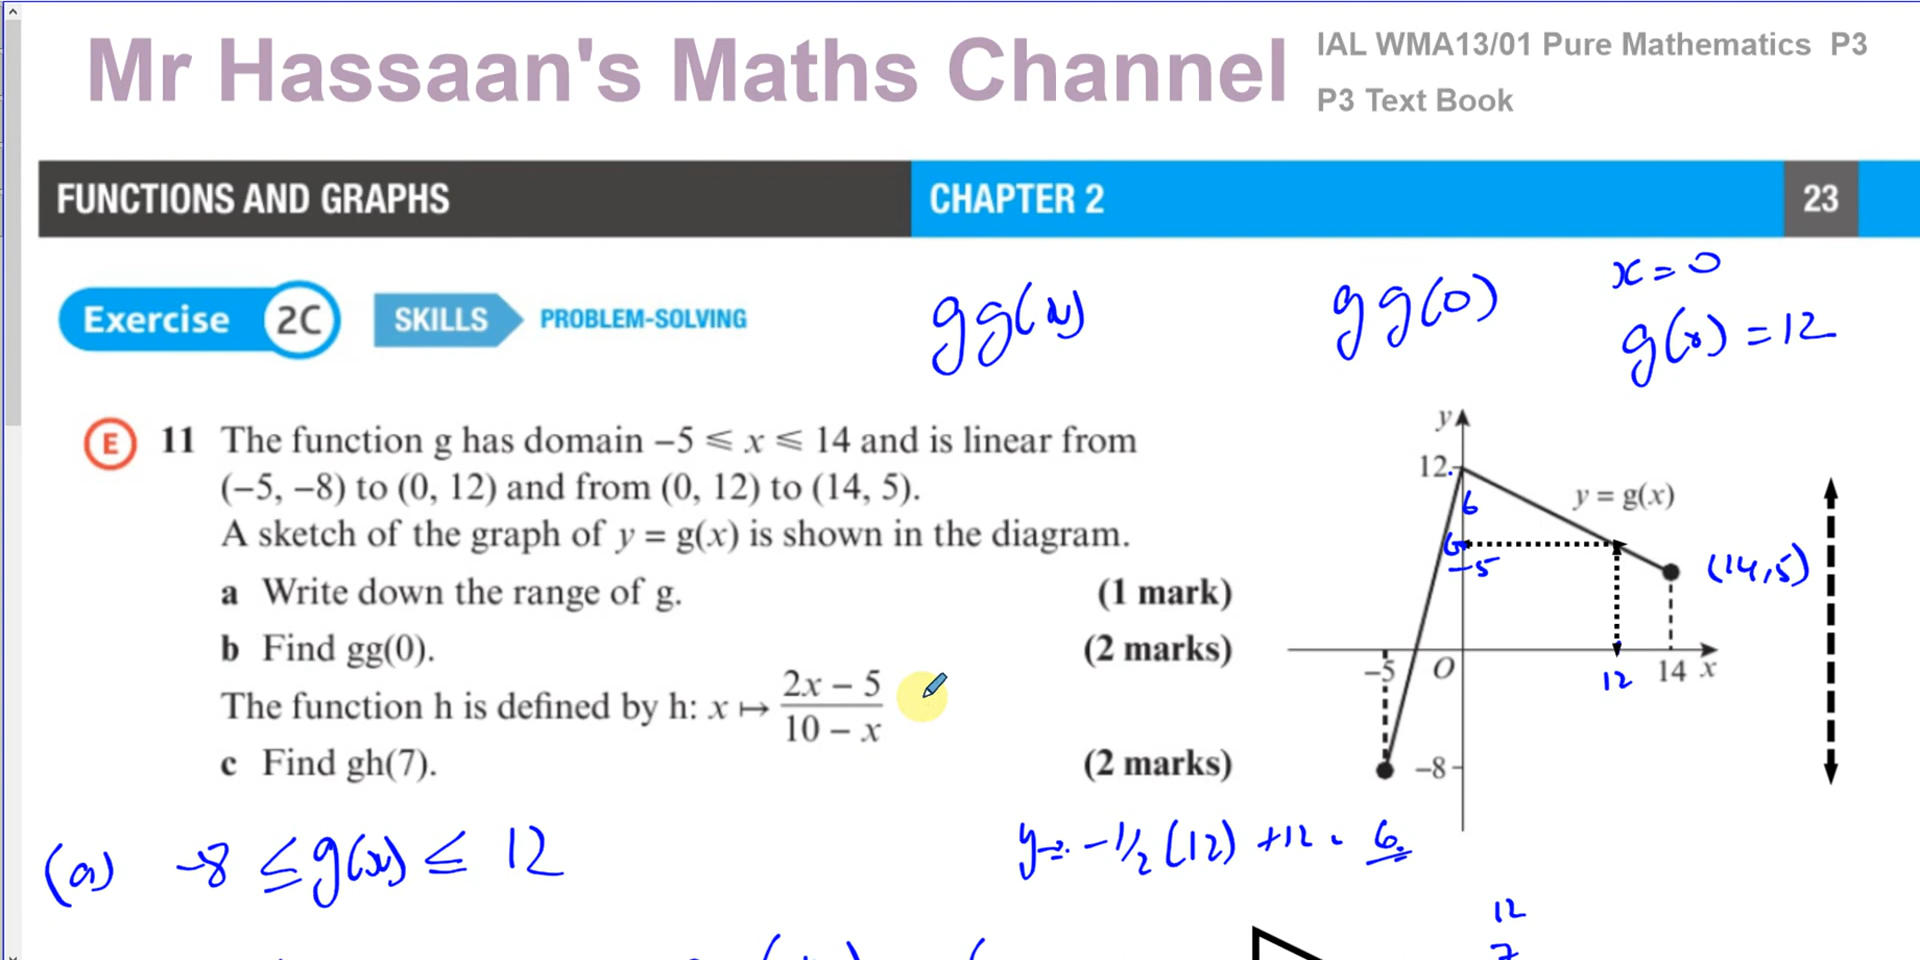 Mr Hassaan's Maths Channel
IAL WMA13/01 Pure Mathematics P3
P3 Text Book
FUNCTIONS AND GRAPHS
CHAPTER 2
23
Exercise 2C SKILLS PROBLEM-SOLVING
gg(x)
gg(0)
x = 0
g(x) = 12
E 11 The function g has domain −5 ⩽ x ⩽ 14 and is linear from
(−5, −8) to (0, 12) and from (0, 12) to (14, 5).
A sketch of the graph of y = g(x) is shown in the diagram.
a Write down the range of g. (1 mark)
b Find gg(0). (2 marks)
The function h is defined by h: x ↦ (2x − 5)/(10 − x)
c Find gh(7). (2 marks)
y
12
y = g(x)
6
−5
(14,5)
−5
O
12
14
x
−8
(a) −8 ≤ g(x) ≤ 12
y = −1/2 (12) + 12 = 6
12
7